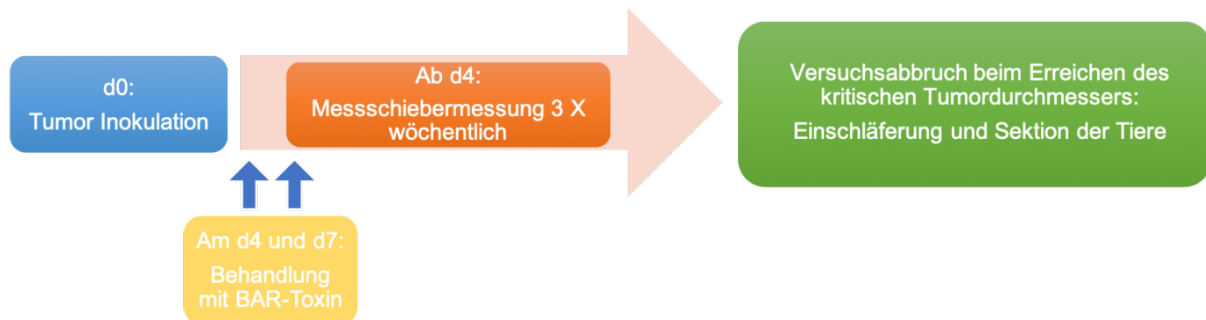 d0:
Tumor Inokulation
Ab d4:
Messschiebermessung 3 X
wöchentlich
Versuchsabbruch beim Erreichen des
kritischen Tumordurchmessers:
Einschläferung und Sektion der Tiere
Am d4 und d7:
Behandlung
mit BAR-Toxin